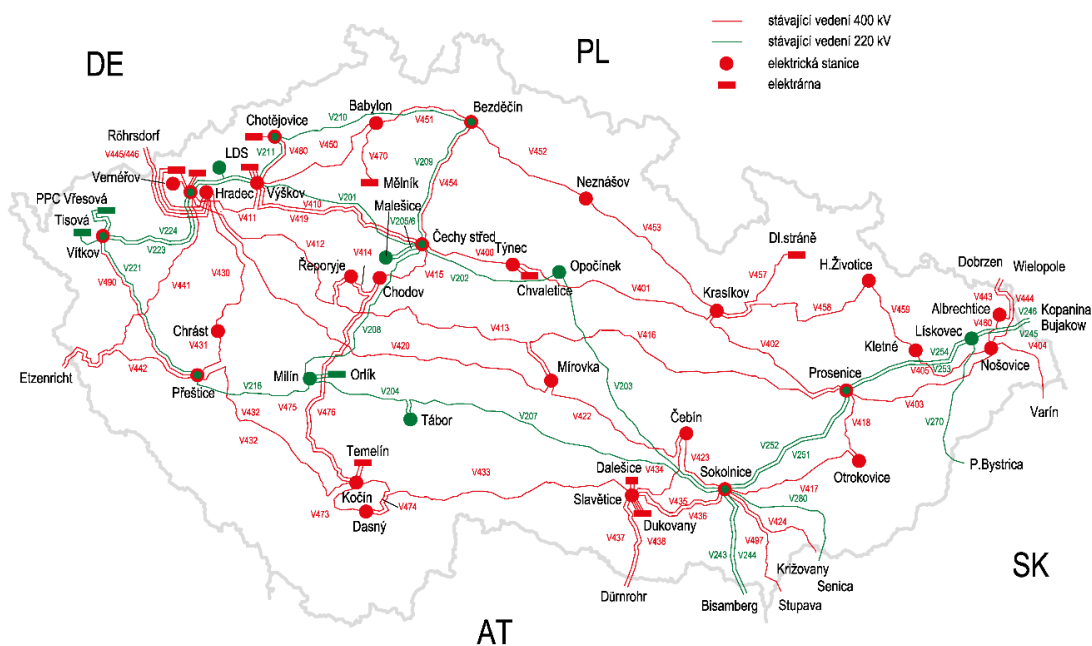 DE
PL
stávající vedení 400 kV
stávající vedení 220 kV
elektrická stanice
elektrárna
Babylon
Bezděčín
Chotějovice
V210
V451
Röhrsdorf
V445/446
LDS
V211
V480
V450
V470
V209
V454
V452
Vernéřov
Hradec
Výškov
Mělník
Neznášov
PPC Vřesová
Tisová
V224
V223
Vítkov
V411
V410
V419
V201
Malešice
V205/6
V221
V490
V441
V430
V412
V414
Řeporyje
Chodov
V415
Čechy střed
V400
V202
Týnec
Chvaletice
Opočínek
V453
V401
Dl.stráně
V457
H.Životice
Krasíkov
V458
V459
Dobrzen
Wielopole
V443
V444
Albrechtice
V246
V245
Kopanina
Bujakow
V460
Lískovec
V404
Chrást
V431
V208
V413
V416
V402
Kletné
V254
V253
V405
Nošovice
Etzenricht
V442
Přeštice
V216
Milín
Orlík
V420
V204
Mírovka
V203
Prosenice
V403
Varín
V432
V432
V475
V476
Tábor
V207
V422
Čebín
V423
V418
V270
P.Bystrica
Temelín
Kočín
V473
Dasný
V474
V433
Dalešice
V434
Slavětice
V435
V436
Dukovany
Sokolnice
V252
V251
Otrokovice
V417
V280
V424
V497
V437
V438
V243
V244
Križovany
Senica
Dürnrohr
Bisamberg
Stupava
SK
AT